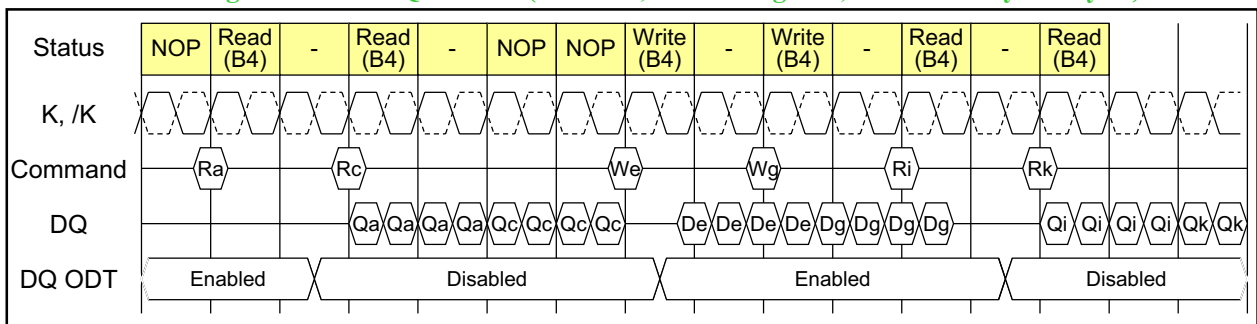 Status NOP Read (B4) - Read (B4) - NOP NOP Write (B4) - Write (B4) - Read (B4) - Read (B4)
K, /K
Command Ra Rc We Wg Ri Rk
DQ Qa Qa Qa Qa Qc Qc Qc Qc De De De De Dg Dg Dg Dg Qi Qi Qi Qi Qk Qk
DQ ODT Enabled Disabled Enabled Disabled